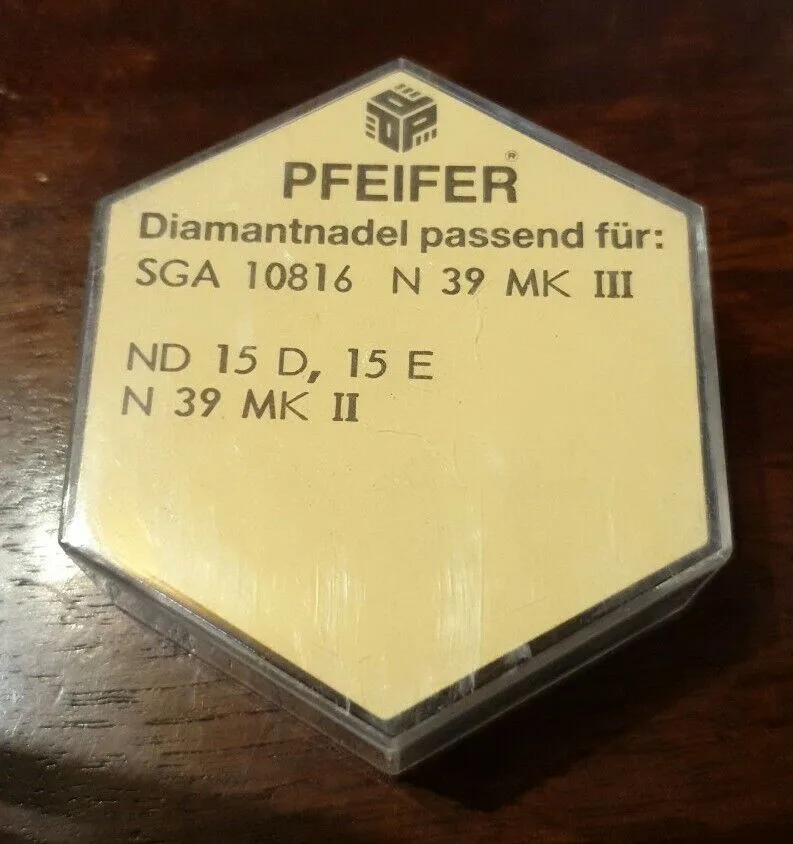 PFEIFER®
Diamantnadel passend für:
SGA 10816 N 39 MK III
ND 15 D, 15 E
N 39 MK II